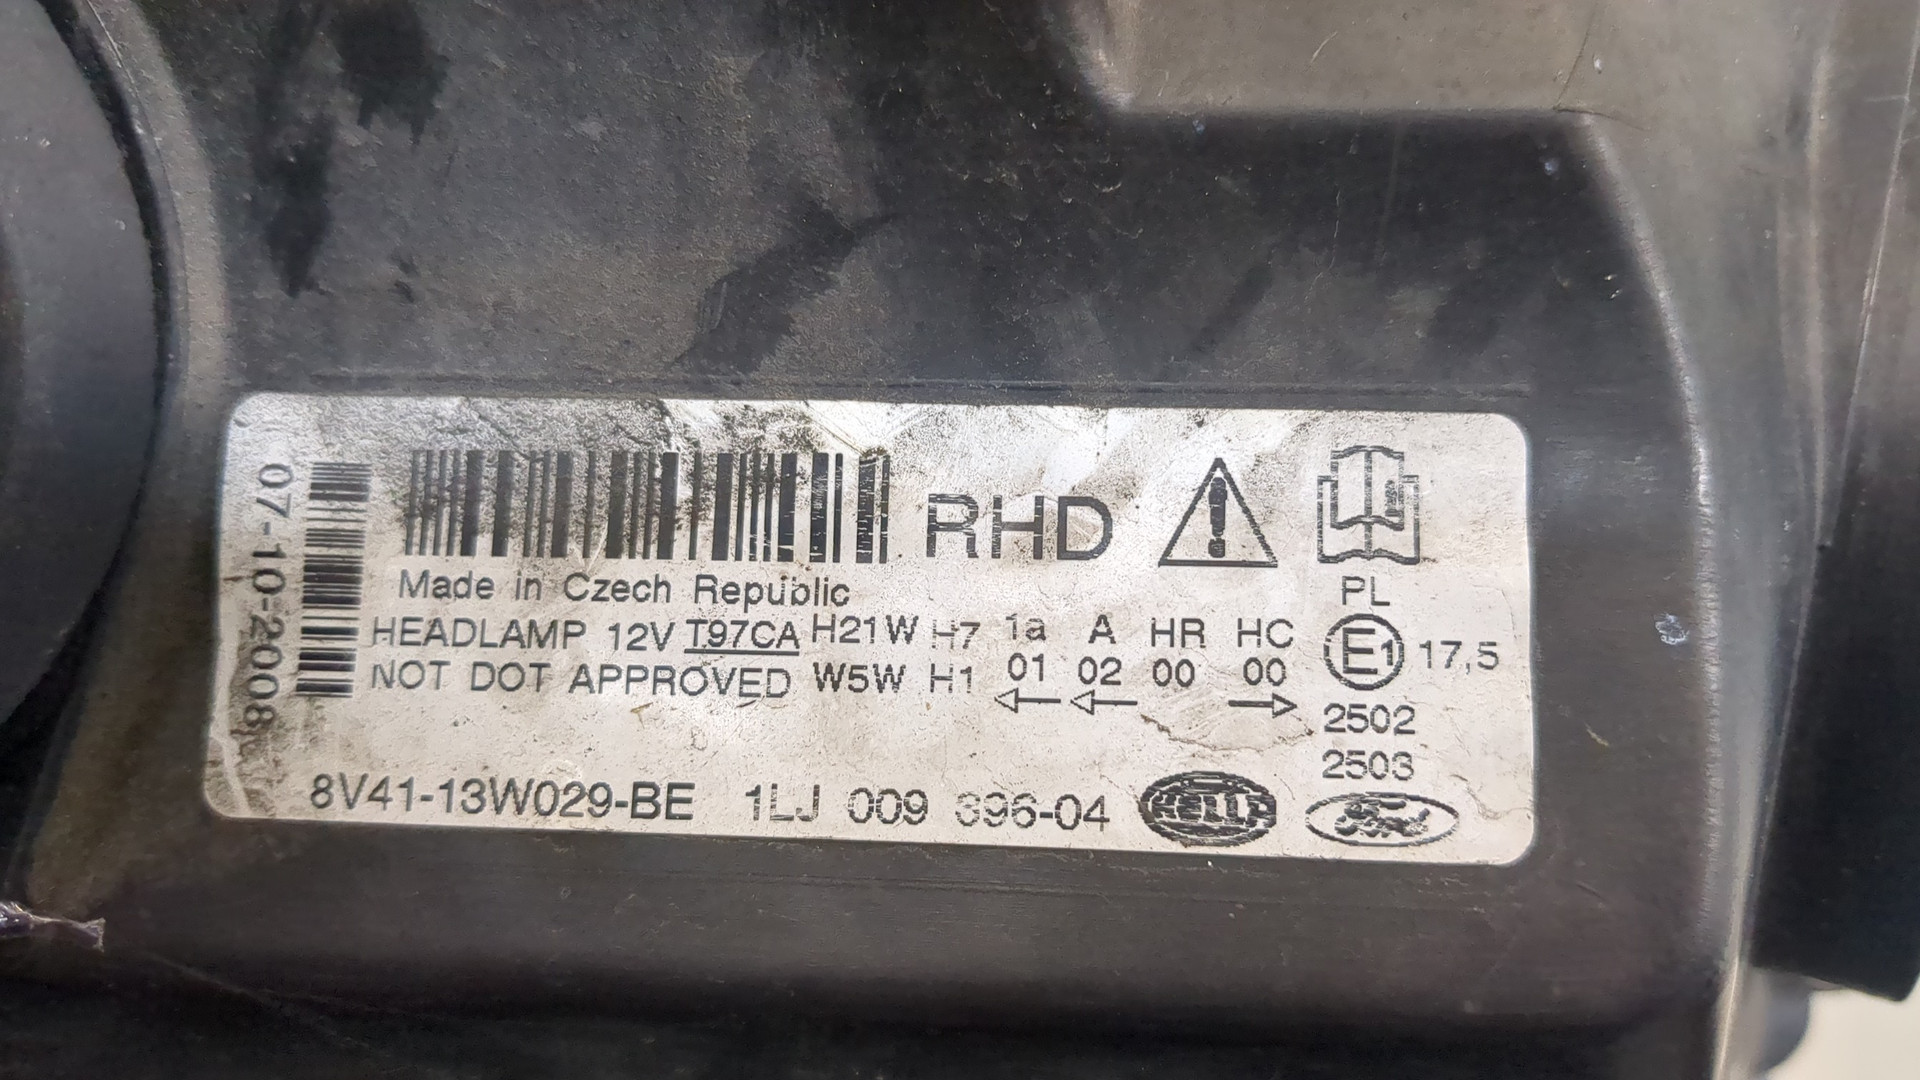 07-10-2008
RHD
Made in Czech Republic
PL
HEADLAMP 12V T97CA H21W H7 1a A HR HC
E1 17,5
NOT DOT APPROVED W5W H1 01 02 00 00
2502
2503
8V41-13W029-BE 1LJ 009 396-04 HELLA Ford